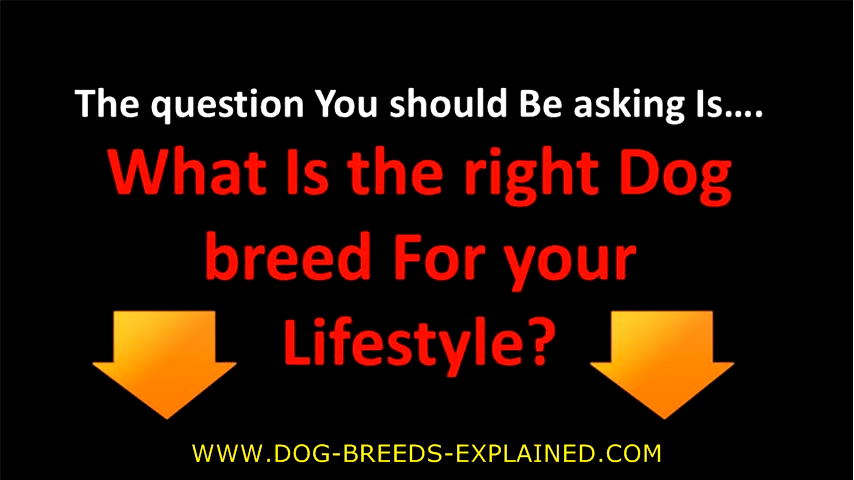 The question You should Be asking Is....
What Is the right Dog
breed For your
Lifestyle?
WWW.DOG-BREEDS-EXPLAINED.COM